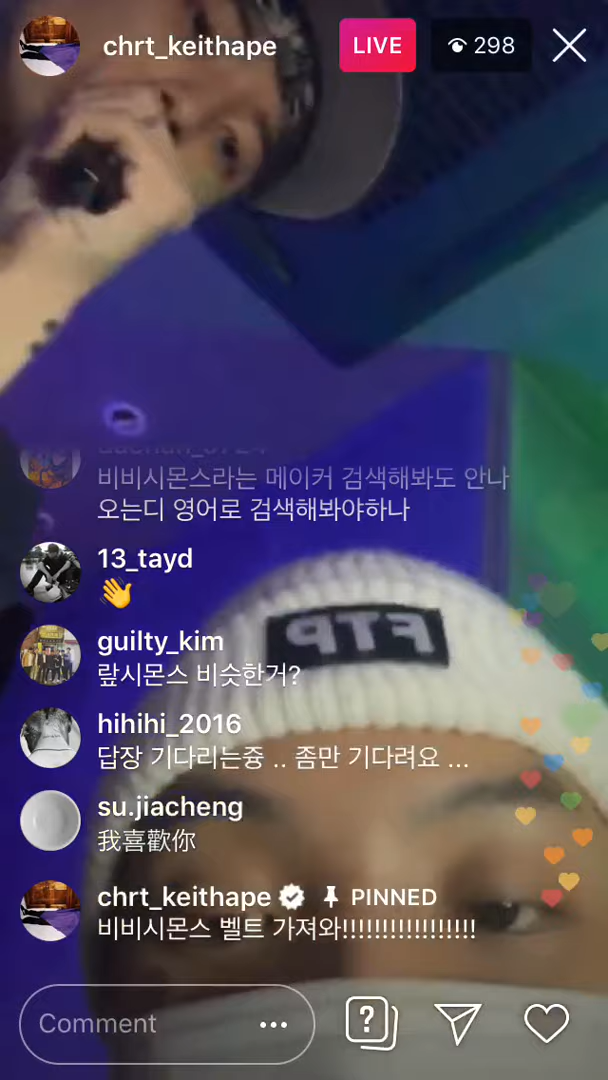 chrt_keithape
LIVE
298
비비시몬스라는 메이커 검색해봐도 안나
오는디 영어로 검색해봐야하나
13_tayd
👋
guilty_kim
랖시몬스 비슷한거?
hihihi_2016
답장 기다리는즁 .. 좀만 기다려요 ...
su.jiacheng
我喜歡你
chrt_keithape PINNED
비비시몬스 벨트 가져와!!!!!!!!!!!!!!!!!!
FTP
Comment